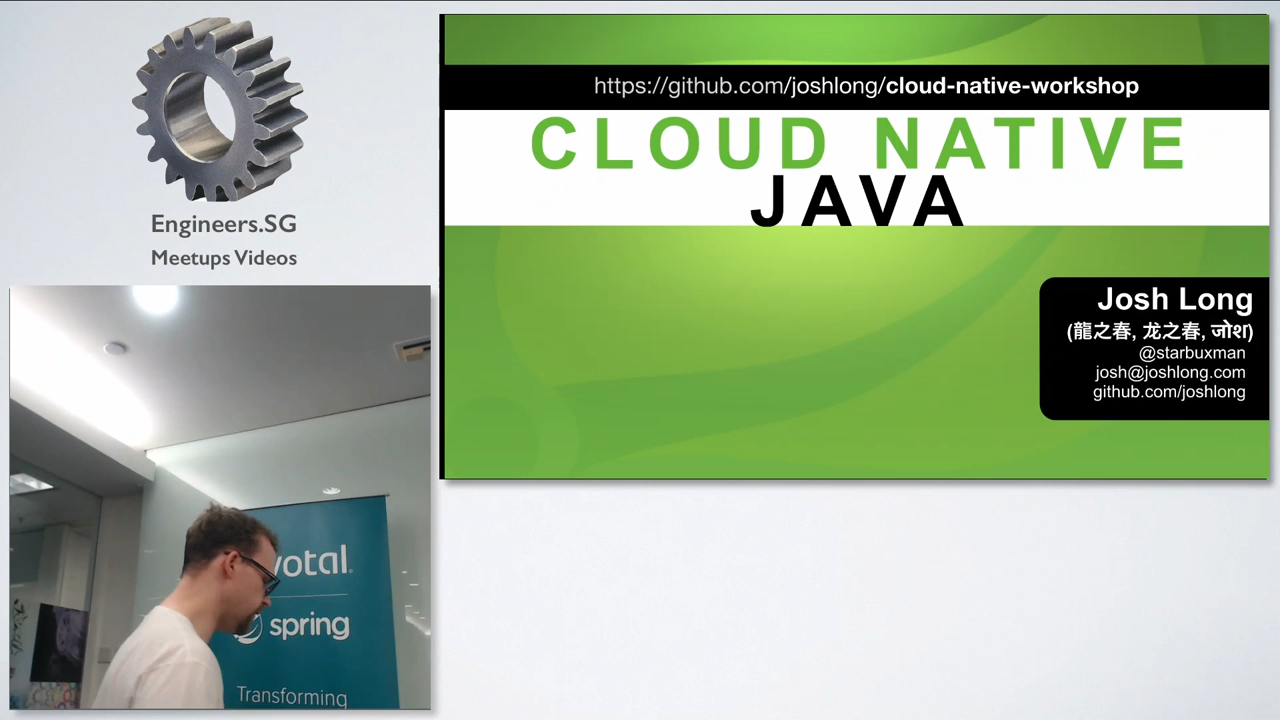 Engineers.SG
Meetups Videos
https://github.com/joshlong/cloud-native-workshop
CLOUD NATIVE
JAVA
Josh Long
(龍之春, 龙之春, जोश)
@starbuxman
josh@joshlong.com
github.com/joshlong
votal.
spring
Transforming